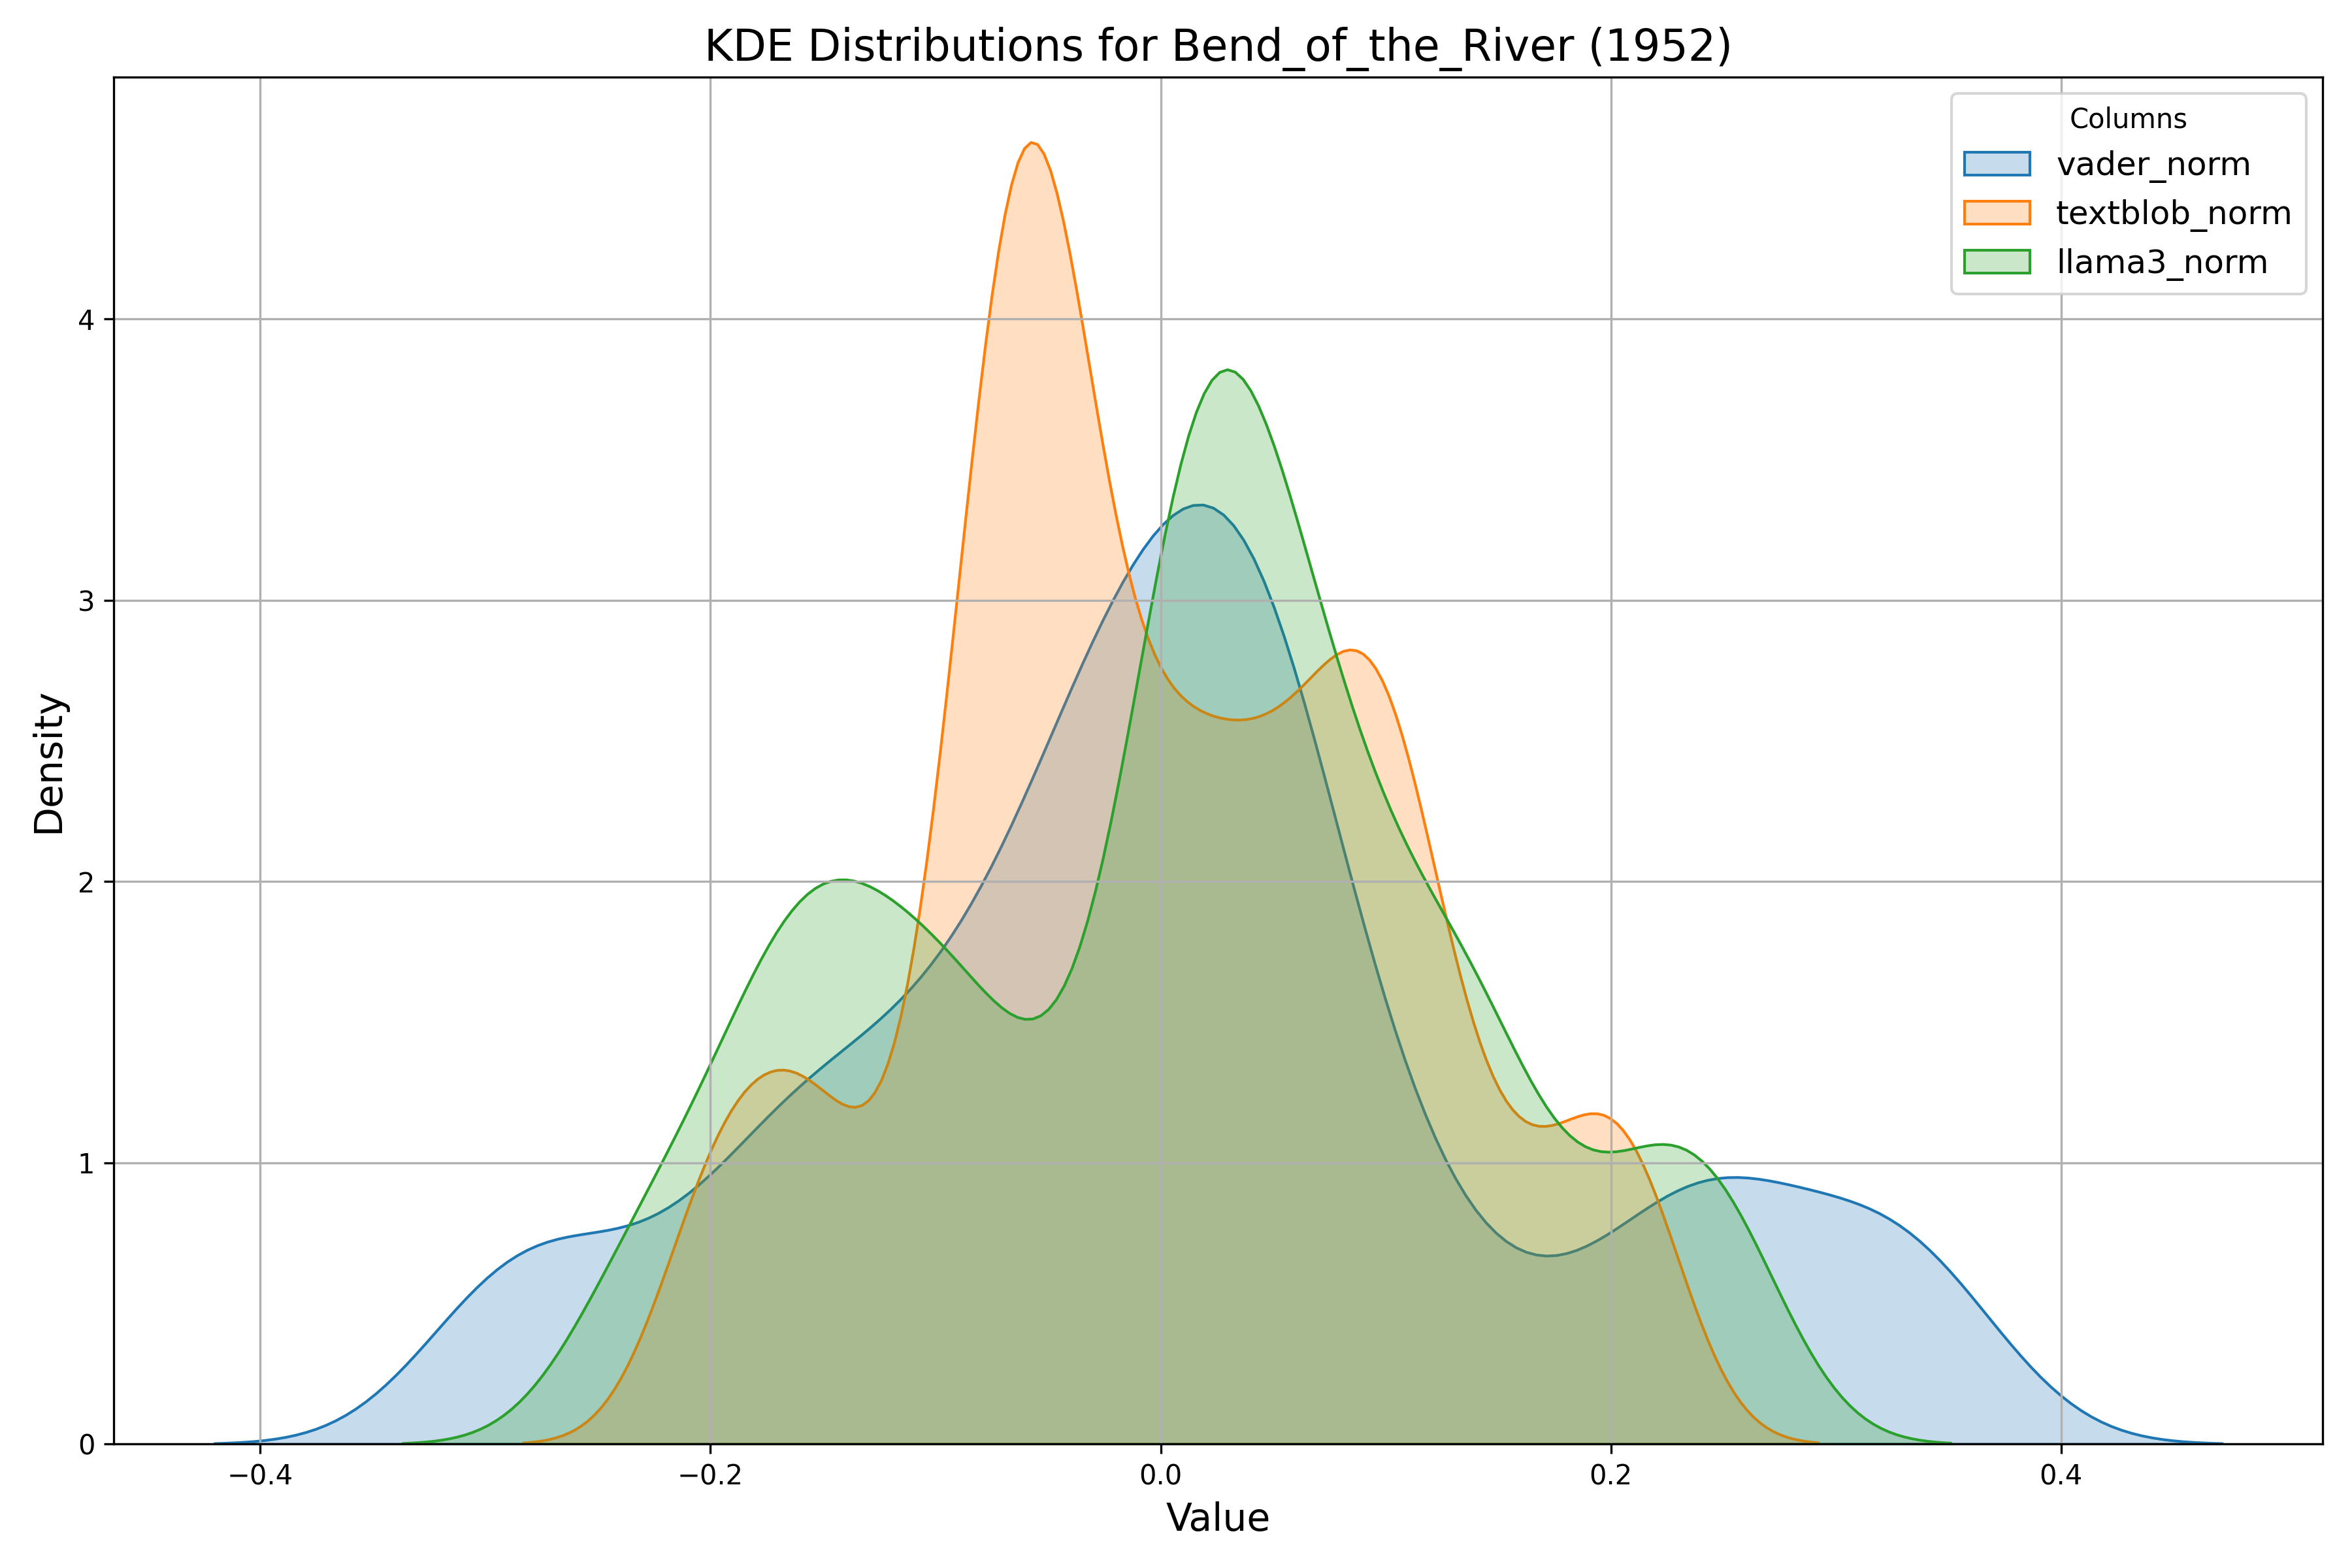 KDE Distributions for Bend_of_the_River (1952)
Columns
vader_norm
textblob_norm
llama3_norm
Density
4
3
2
1
0
−0.4
−0.2
0.0
0.2
0.4
Value